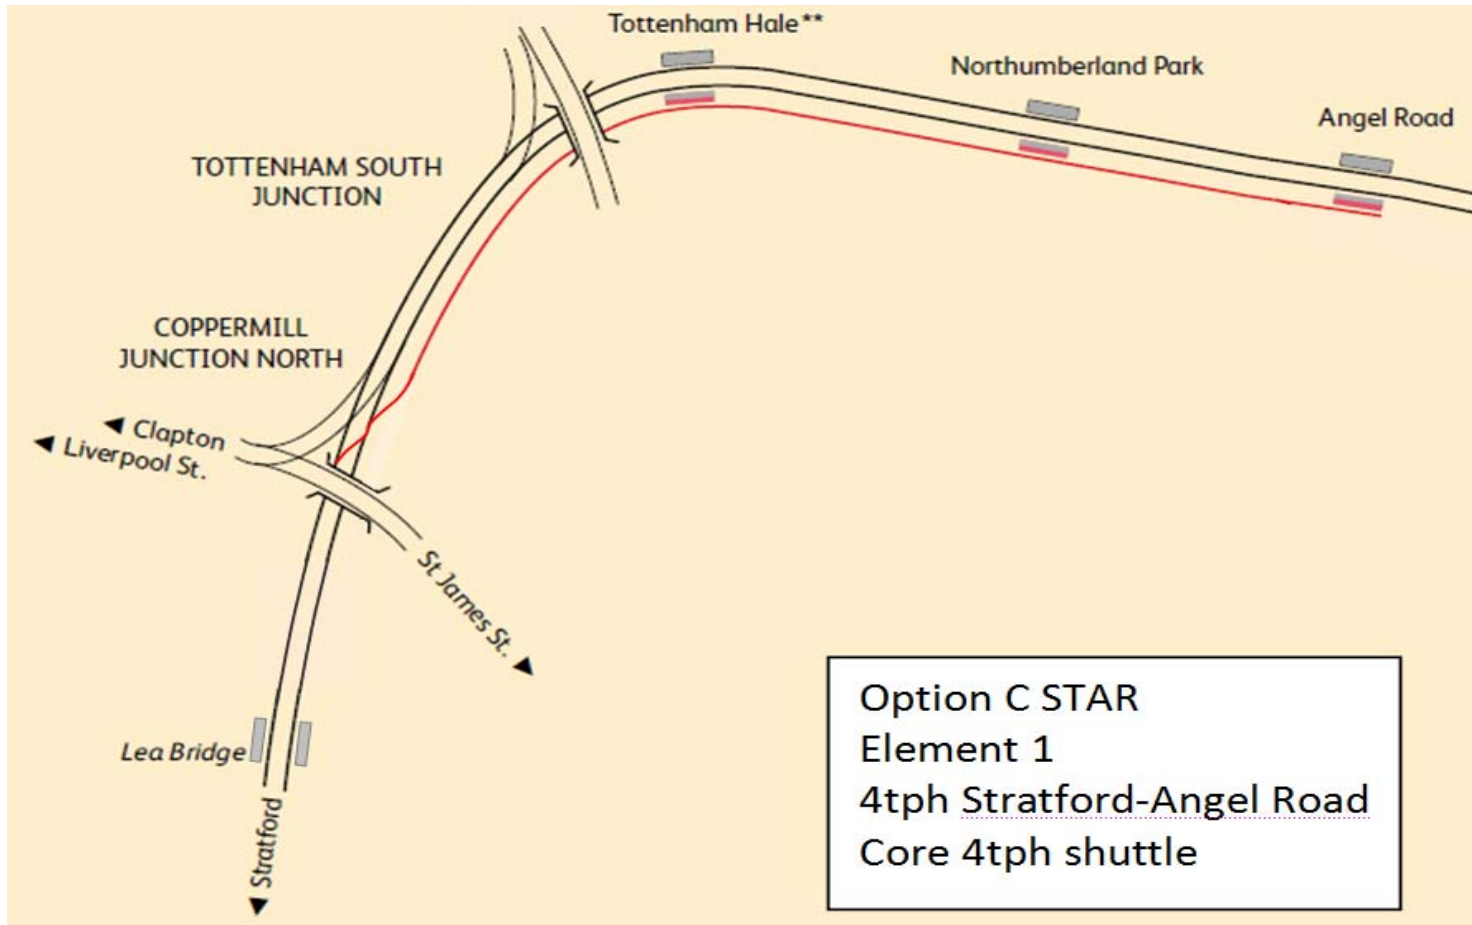 Tottenham Hale**
Northumberland Park
Angel Road
TOTTENHAM SOUTH
JUNCTION
COPPERMILL
JUNCTION NORTH
◄ Clapton
◄ Liverpool St.
St James St. ►
Lea Bridge
◄ Stratford
Option C STAR
Element 1
4tph Stratford-Angel Road
Core 4tph shuttle